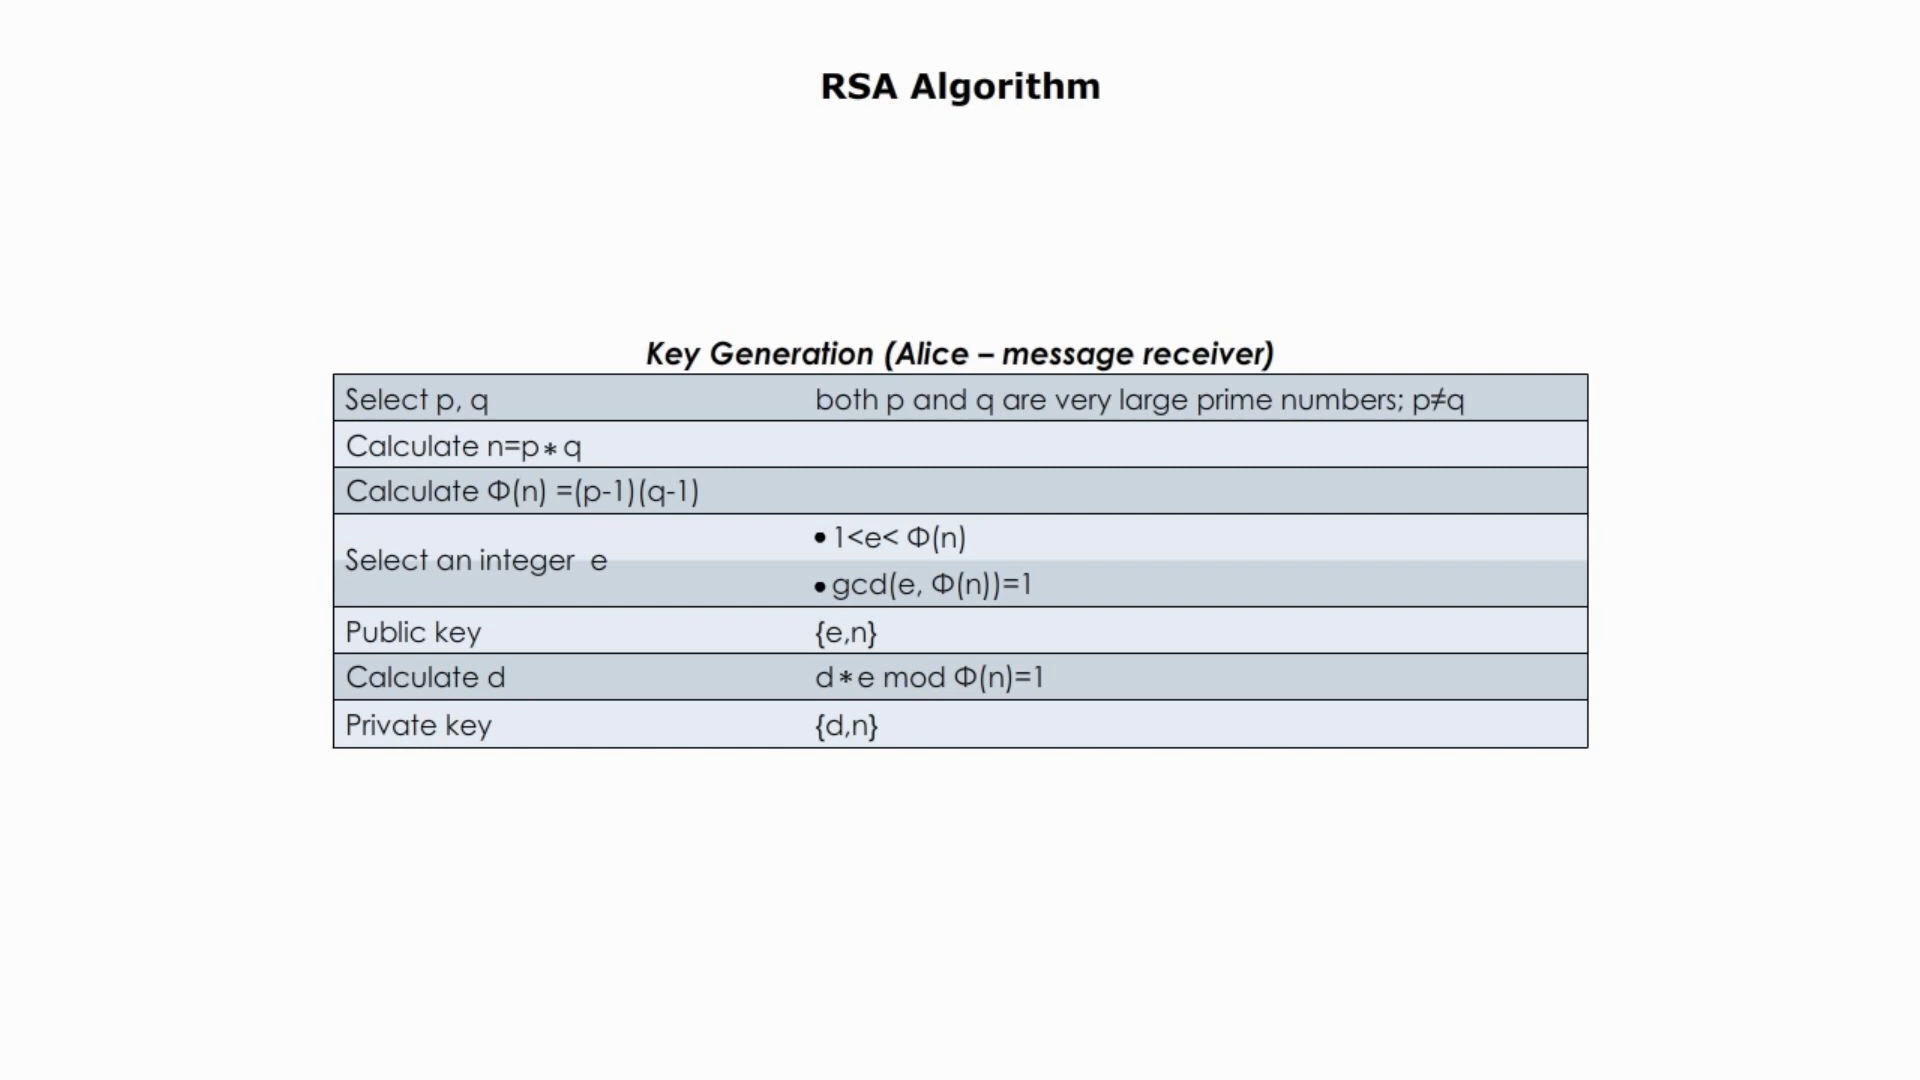 RSA Algorithm
Key Generation (Alice – message receiver)
Select p, q both p and q are very large prime numbers; p≠q
Calculate n=p*q
Calculate Φ(n) =(p-1)(q-1)
Select an integer e
•1<e< Φ(n)
•gcd(e, Φ(n))=1
Public key {e,n}
Calculate d d*e mod Φ(n)=1
Private key {d,n}